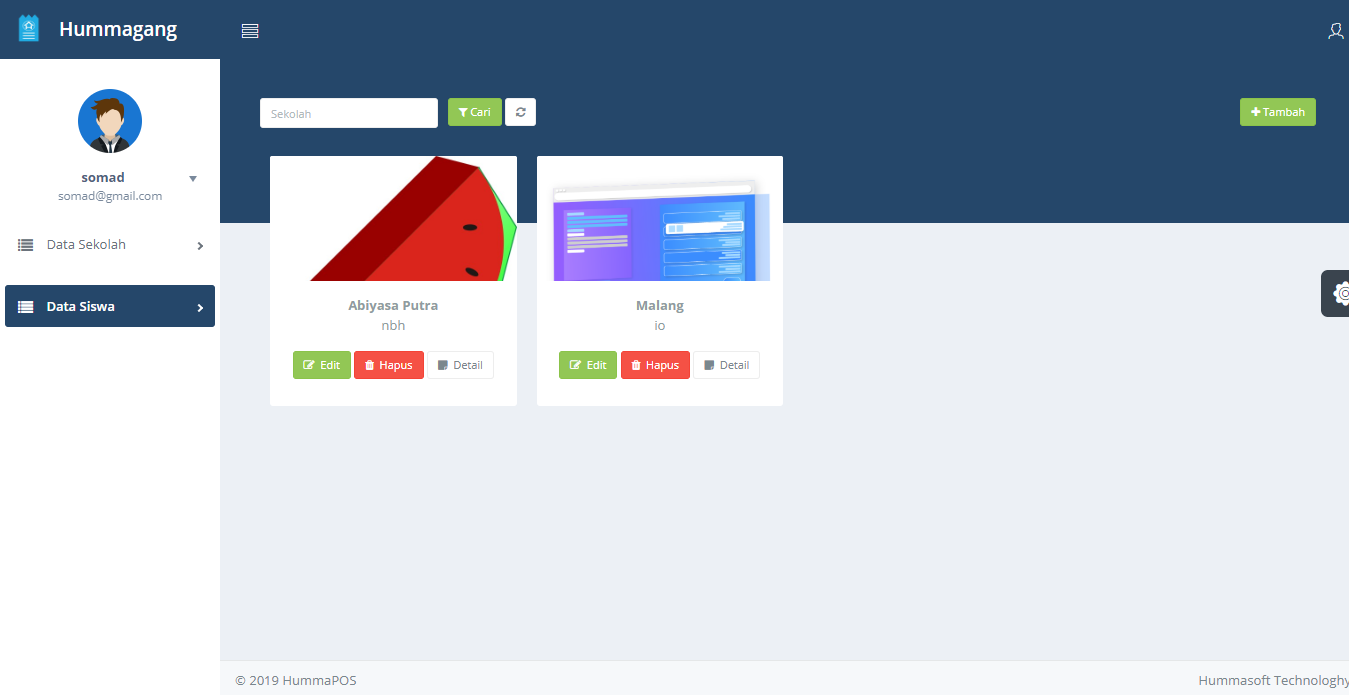 Hummagang
somad
somad@gmail.com
Data Sekolah
Data Siswa
Sekolah
Cari
Tambah
Abiyasa Putra
nbh
Edit
Hapus
Detail
Malang
io
Edit
Hapus
Detail
© 2019 HummaPOS
Hummasoft Technologhy